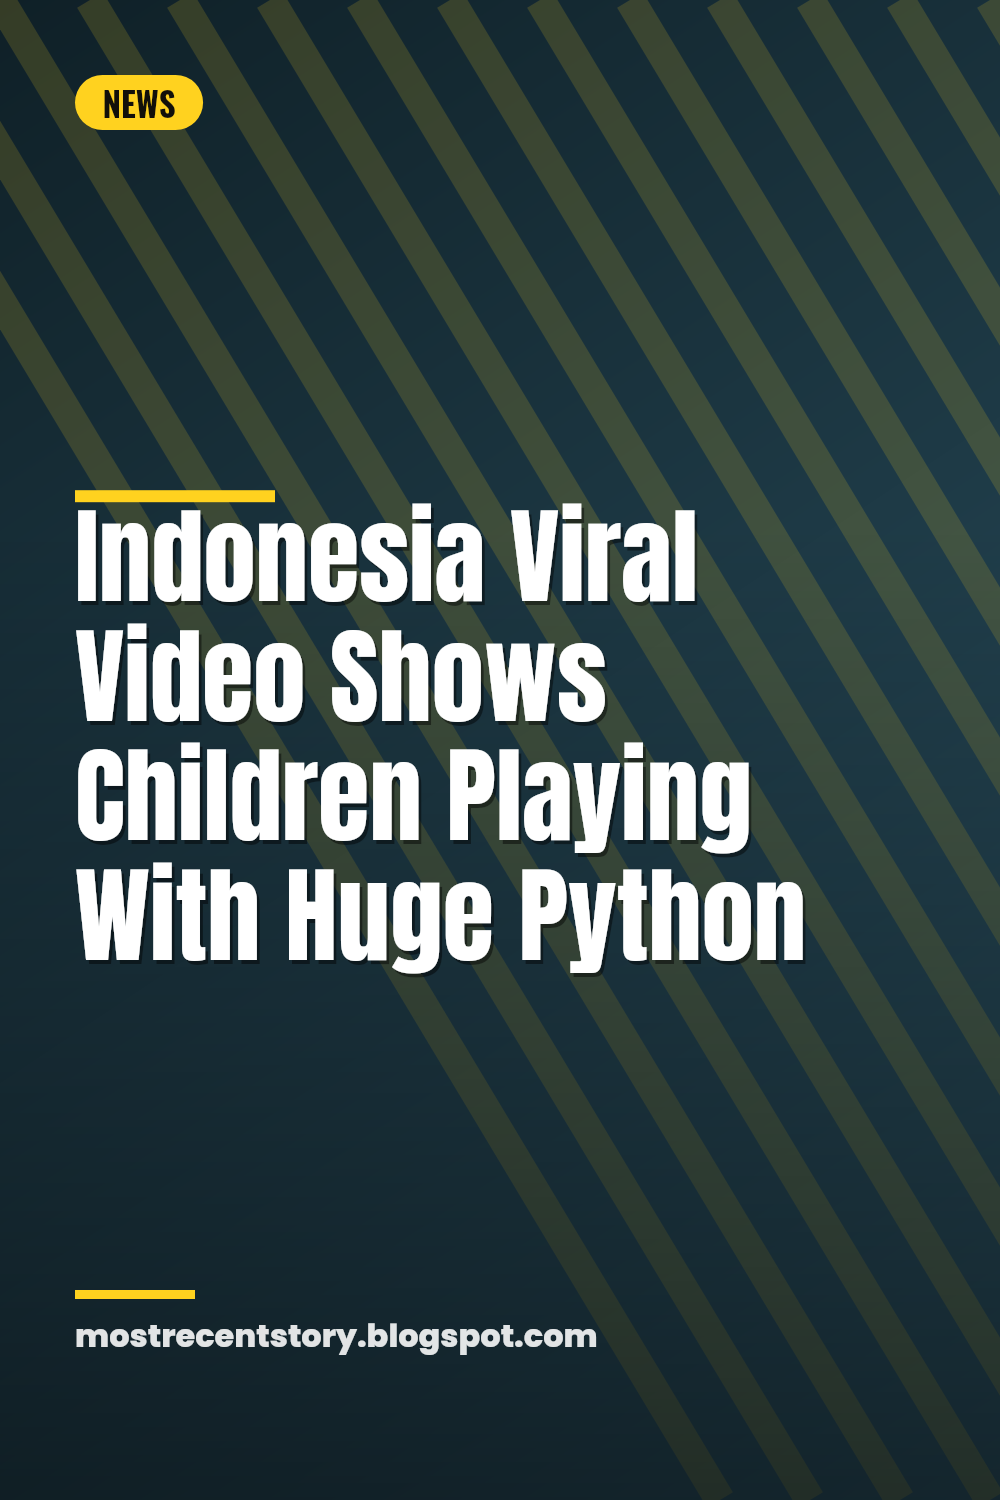 NEWS
Indonesia Viral
Video Shows
Children Playing
With Huge Python
mostrecentstory.blogspot.com